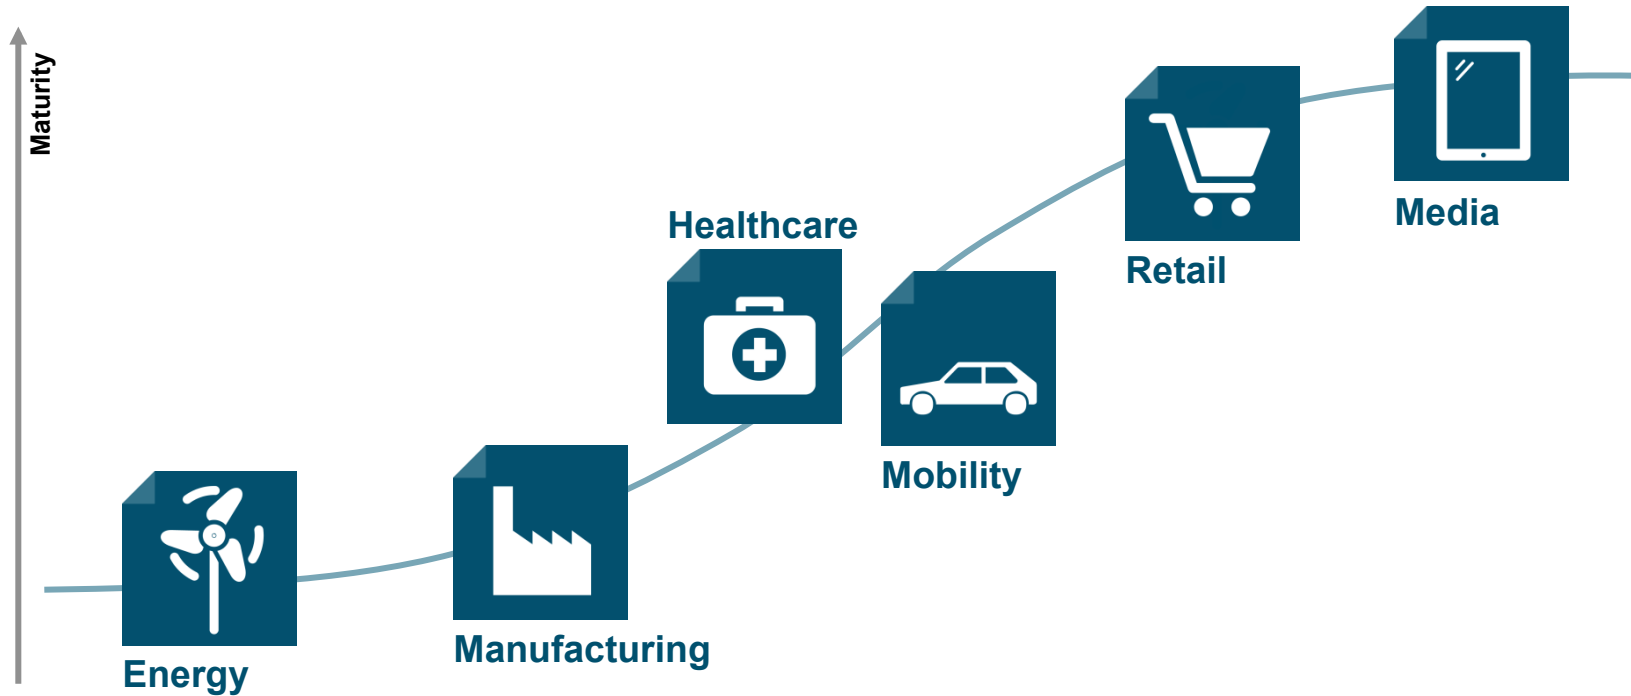 Maturity
Media
Healthcare
Retail
Mobility
Manufacturing
Energy